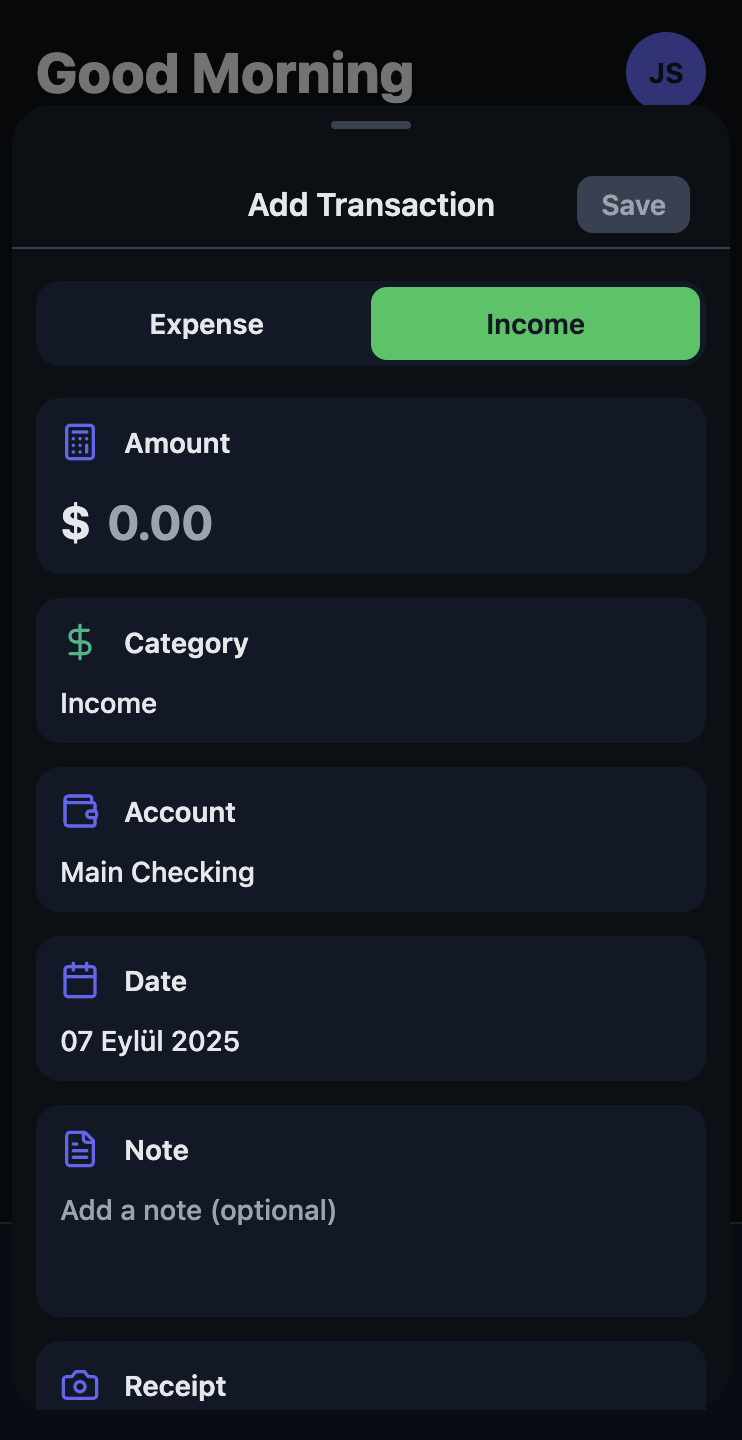 Good Morning
JS
Add Transaction
Save
Expense
Income
Amount
$ 0.00
Category
Income
Account
Main Checking
Date
07 Eylül 2025
Note
Add a note (optional)
Receipt